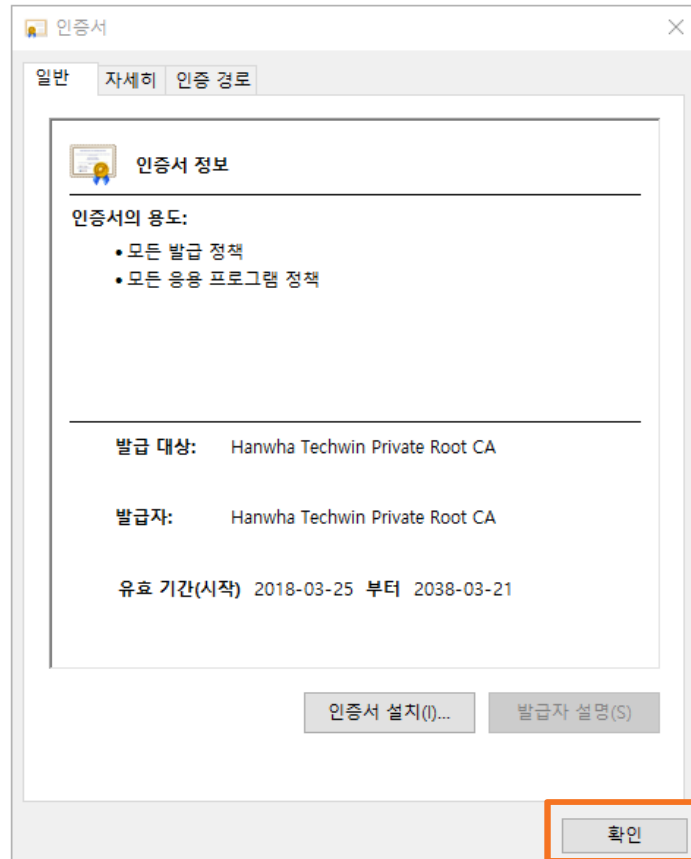 인증서
일반 자세히 인증 경로
인증서 정보
인증서의 용도:
• 모든 발급 정책
• 모든 응용 프로그램 정책
발급 대상: Hanwha Techwin Private Root CA
발급자: Hanwha Techwin Private Root CA
유효 기간(시작) 2018-03-25 부터 2038-03-21
인증서 설치(I)... 발급자 설명(S)
확인